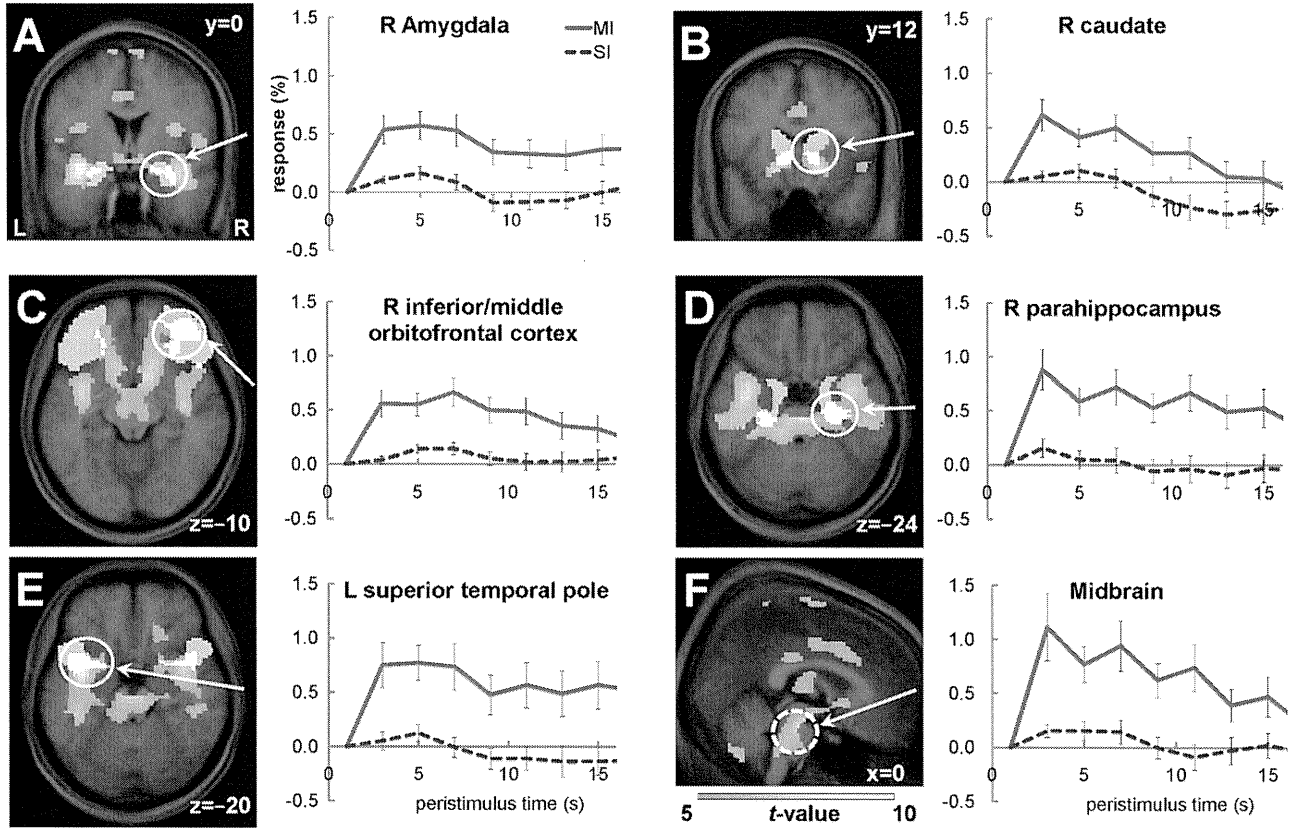 A
y=0
L
R
R Amygdala
MI
SI
response (%)
1.5
1.0
0.5
0.0
-0.5
0
5
10
15
B
y=12
R caudate
1.5
1.0
0.5
0
-0.5
0
5
10
15
C
z=−10
R inferior/middle
orbitofrontal cortex
1.5
1.0
0.5
0.0
-0.5
0
5
10
15
D
z=−24
R parahippocampus
1.5
1.0
0.5
0.0
-0.5
0
5
10
15
E
z=−20
L superior temporal pole
1.5
1.0
0.5
0.0
-0.5
0
5
10
15
peristimulus time (s)
F
x=0
5
t-value
10
Midbrain
1.5
1.0
0.5
0.0
-0.5
0
5
10
15
peristimulus time (s)